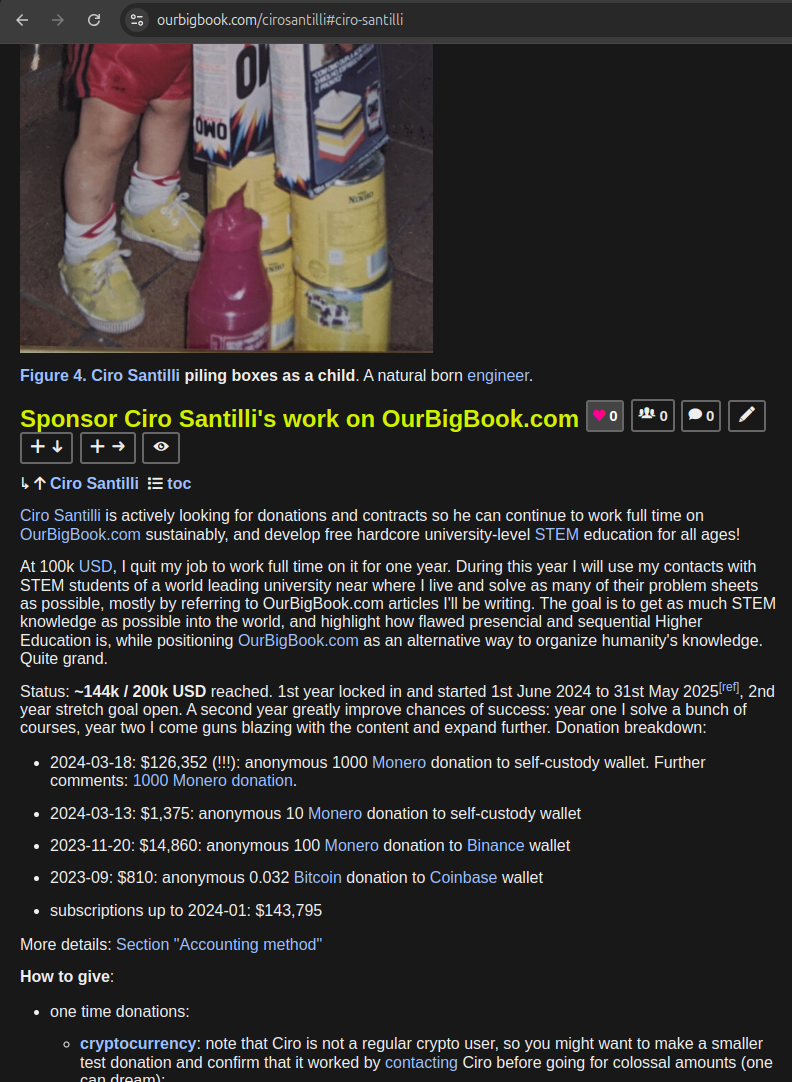 ourbigbook.com/cirosantilli#ciro-santilli
OMO
NINHO
Figure 4. Ciro Santilli piling boxes as a child. A natural born engineer.
Sponsor Ciro Santilli's work on OurBigBook.com 0 0 0
Ciro Santilli toc
Ciro Santilli is actively looking for donations and contracts so he can continue to work full time on
OurBigBook.com sustainably, and develop free hardcore university-level STEM education for all ages!
At 100k USD, I quit my job to work full time on it for one year. During this year I will use my contacts with
STEM students of a world leading university near where I live and solve as many of their problem sheets
as possible, mostly by referring to OurBigBook.com articles I'll be writing. The goal is to get as much STEM
knowledge as possible into the world, and highlight how flawed presencial and sequential Higher
Education is, while positioning OurBigBook.com as an alternative way to organize humanity's knowledge.
Quite grand.
Status: ~144k / 200k USD reached. 1st year locked in and started 1st June 2024 to 31st May 2025[ref], 2nd
year stretch goal open. A second year greatly improve chances of success: year one I solve a bunch of
courses, year two I come guns blazing with the content and expand further. Donation breakdown:
• 2024-03-18: $126,352 (!!!): anonymous 1000 Monero donation to self-custody wallet. Further
comments: 1000 Monero donation.
• 2024-03-13: $1,375: anonymous 10 Monero donation to self-custody wallet
• 2023-11-20: $14,860: anonymous 100 Monero donation to Binance wallet
• 2023-09: $810: anonymous 0.032 Bitcoin donation to Coinbase wallet
• subscriptions up to 2024-01: $143,795
More details: Section "Accounting method"
How to give:
• one time donations:
◦ cryptocurrency: note that Ciro is not a regular crypto user, so you might want to make a smaller
test donation and confirm that it worked by contacting Ciro before going for colossal amounts (one
can dream):